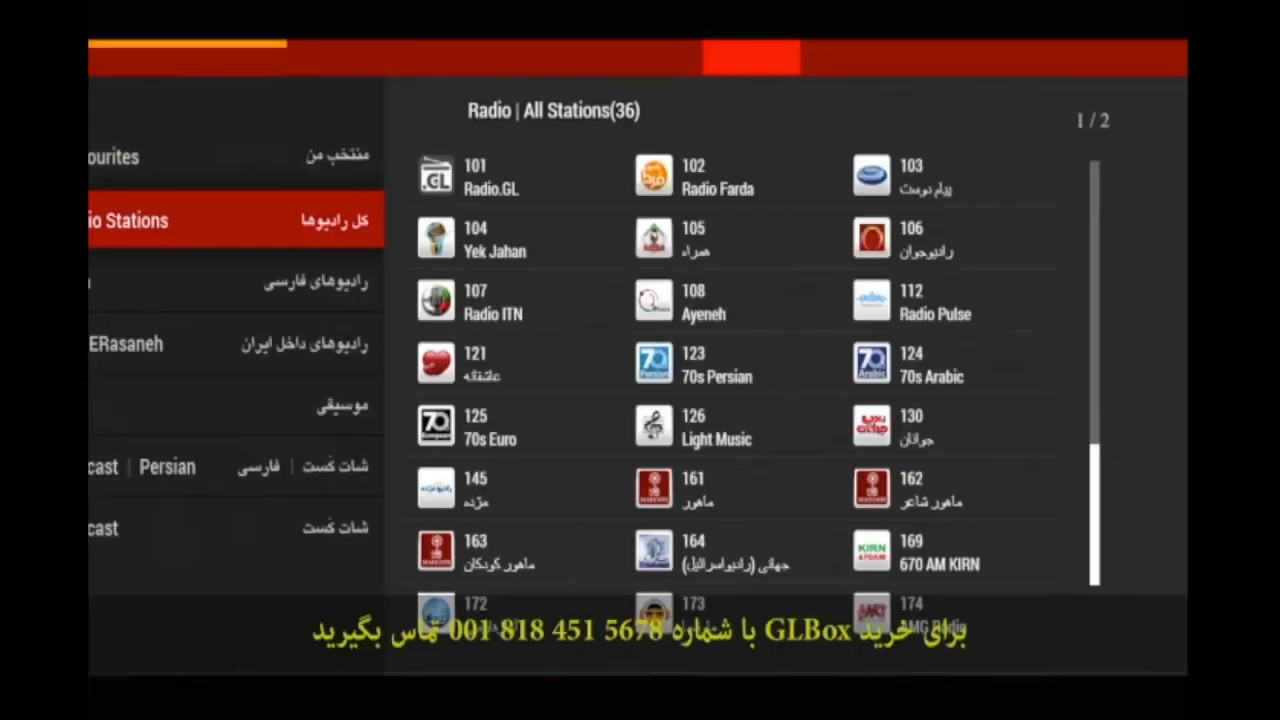 Radio | All Stations(36)
1 / 2
ourites منتخب من
io Stations کل رادیوها
رادیوهای فارسی
ERasaneh رادیوهای داخل ایران
موسیقی
cast | Persian شات کَست | فارسی
cast شات کَست
101 102 103
Radio.GL Radio Farda پیام دوست
104 105 106
Yek Jahan همراه رادیوجوان
107 108 112
Radio ITN Ayeneh Radio Pulse
121 123 124
عاشقانه 70s Persian 70s Arabic
125 126 130
70s Euro Light Music جوانان
145 161 162
مژده ماهور ماهور شاعر
163 164 169
ماهور کودکان جهانی (رادیواسرائیل) 670 AM KIRN
172 173 174
AMG Radio
برای خرید GLBox با شماره 5678 451 818 001 تماس بگیرید